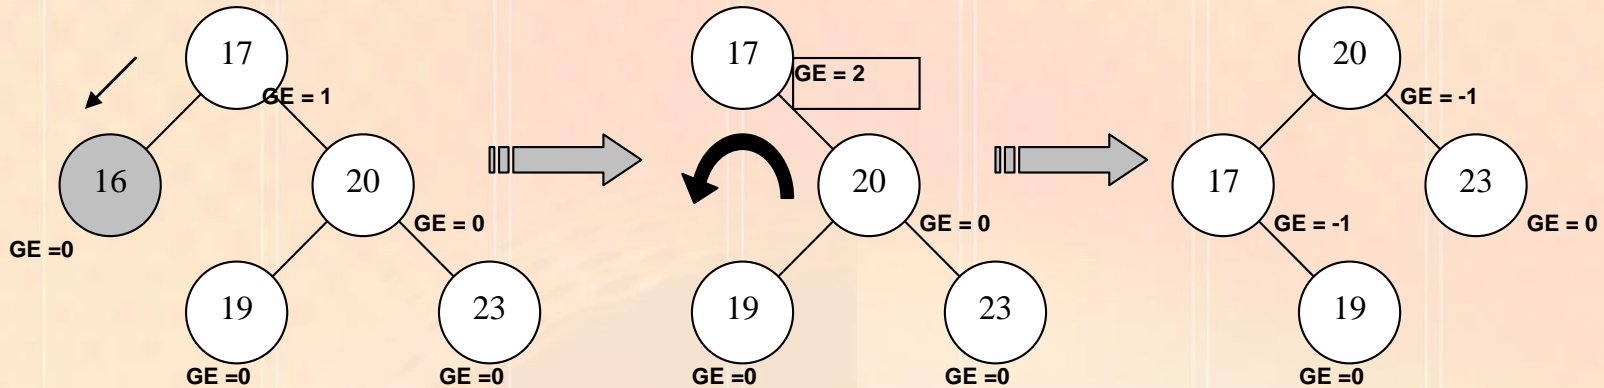 17
GE = 1
16
GE =0
20
GE = 0
19
GE =0
23
GE =0
17
GE = 2
20
GE = 0
19
GE =0
23
GE =0
20
GE = -1
17
GE = -1
23
GE = 0
19
GE =0